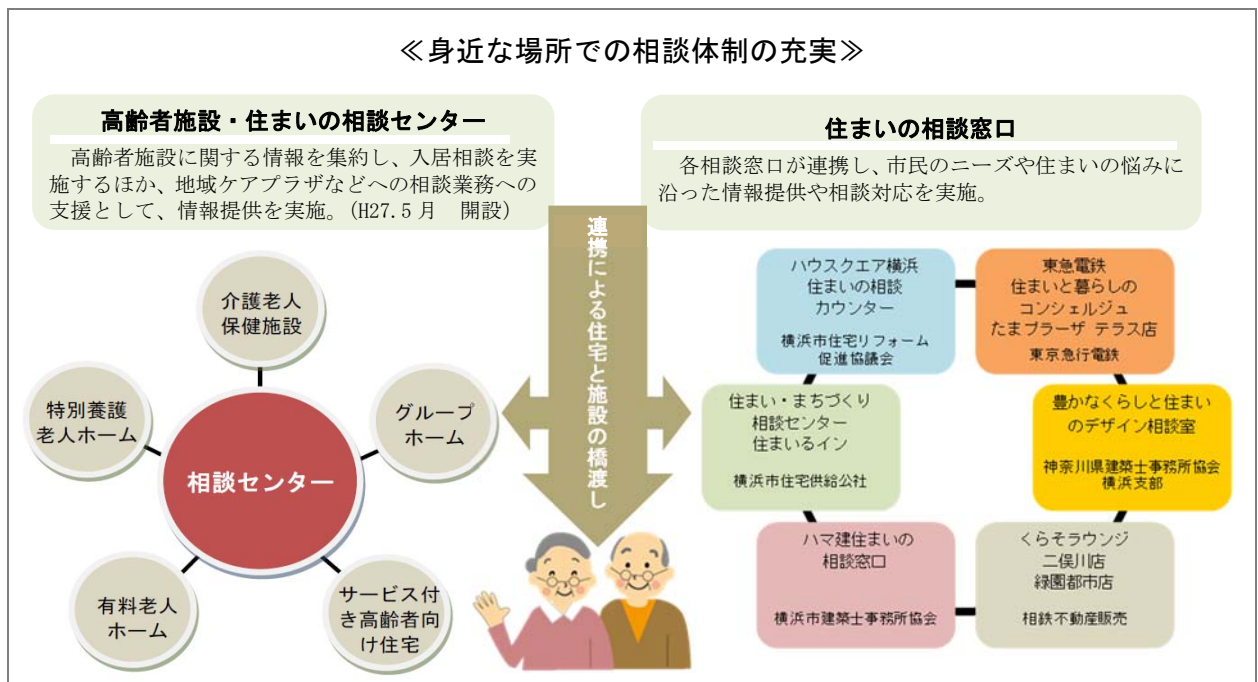 ≪身近な場所での相談体制の充実≫
高齢者施設・住まいの相談センター
高齢者施設に関する情報を集約し、入居相談を実
施するほか、地域ケアプラザなどへの相談業務への
支援として、情報提供を実施。(H27.5月 開設)
住まいの相談窓口
各相談窓口が連携し、市民のニーズや住まいの悩みに
沿った情報提供や相談対応を実施。
連携による住宅と施設の橋渡し
介護老人
保健施設
特別養護
老人ホーム
グループ
ホーム
相談センター
有料老人
ホーム
サービス付
き高齢者向
け住宅
ハウスクエア横浜
住まいの相談
カウンター
横浜市住宅リフォーム
促進協議会
東急電鉄
住まいと暮らしの
コンシェルジュ
たまプラーザ テラス店
東京急行電鉄
住まい・まちづくり
相談センター
住まいるイン
横浜市住宅供給公社
豊かなくらしと住まい
のデザイン相談室
神奈川県建築士事務所協会
横浜支部
ハマ建住まいの
相談窓口
横浜市建築士事務所協会
くらそラウンジ
二俣川店
緑園都市店
相鉄不動産販売